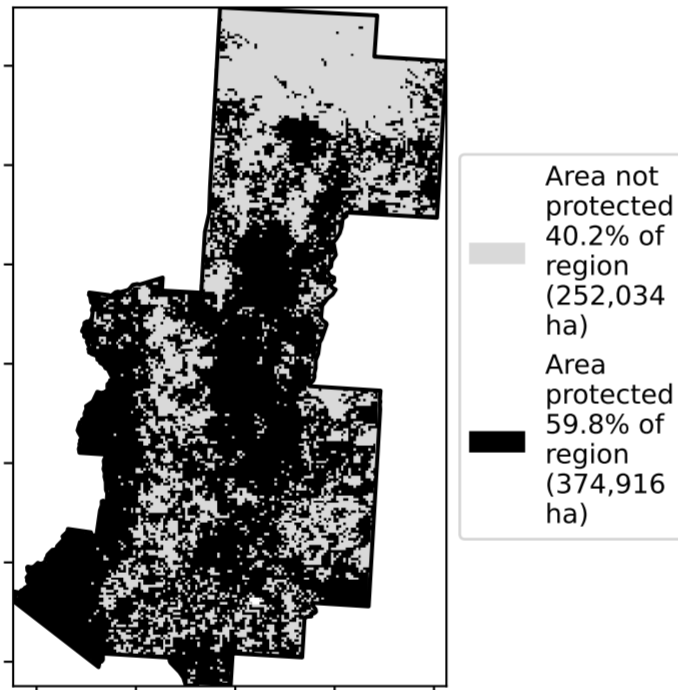 Area not
protected
40.2% of
region
(252,034
ha)
Area
protected
59.8% of
region
(374,916
ha)